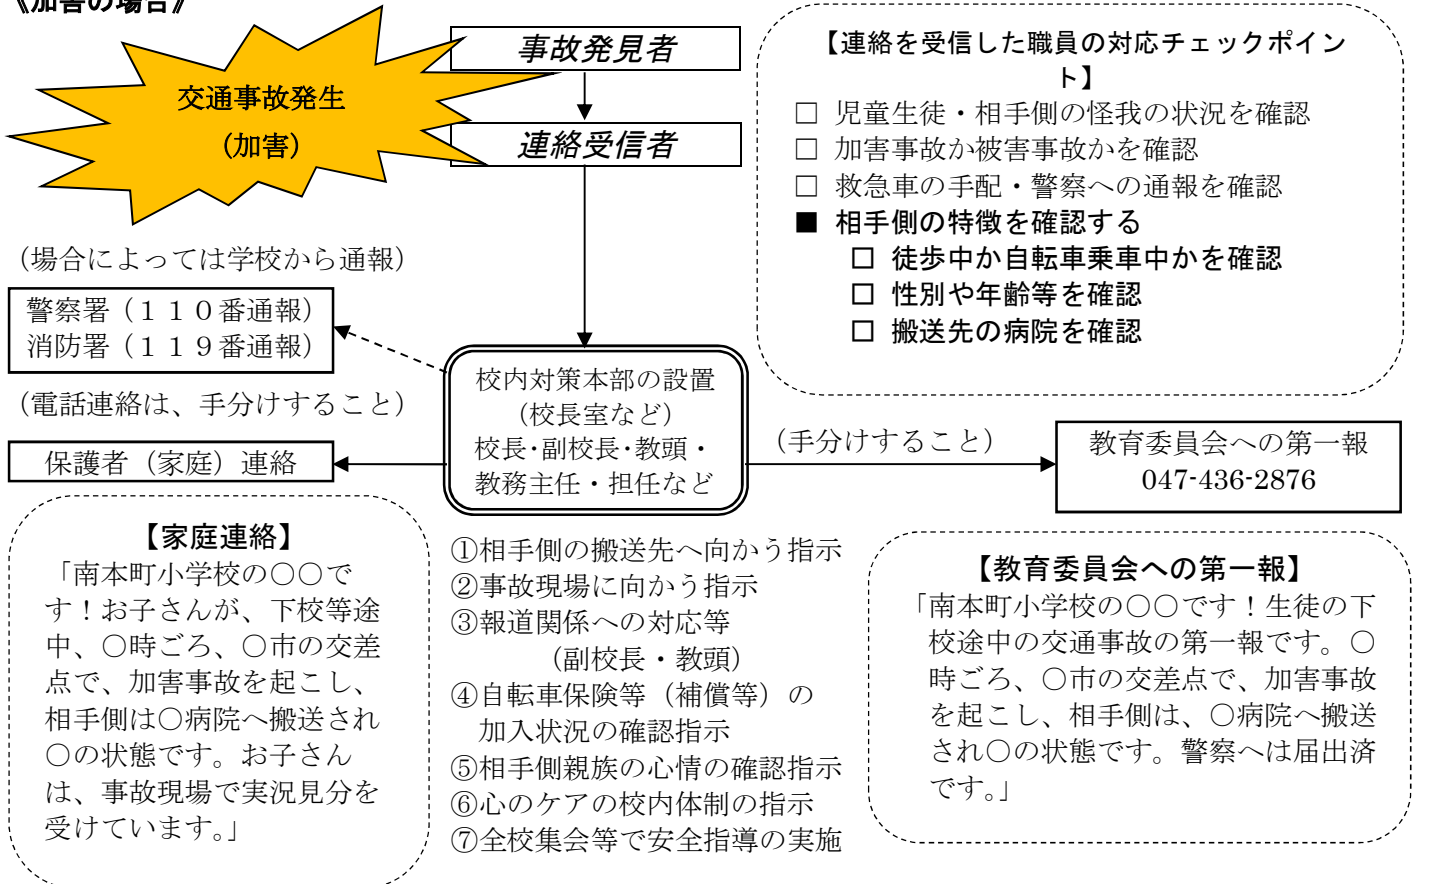 《加害の場合》
交通事故発生
（加害）
事故発見者
連絡受信者
【連絡を受信した職員の対応チェックポイン
ト】
□ 児童生徒・相手側の怪我の状況を確認
□ 加害事故か被害事故かを確認
□ 救急車の手配・警察への通報を確認
■ 相手側の特徴を確認する
□ 徒歩中か自転車乗車中かを確認
□ 性別や年齢等を確認
□ 搬送先の病院を確認
（場合によっては学校から通報）
警察署（１１０番通報）
消防署（１１９番通報）
（電話連絡は、手分けすること）
保護者（家庭）連絡
校内対策本部の設置
（校長室など）
校長・副校長・教頭・
教務主任・担任など
（手分けすること）
教育委員会への第一報
047-436-2876
【家庭連絡】
「南本町小学校の〇〇で
す！お子さんが、下校等途
中、〇時ごろ、〇市の交差
点で、加害事故を起こし、
相手側は〇病院へ搬送され
〇の状態です。お子さん
は、事故現場で実況見分を
受けています。」
①相手側の搬送先へ向かう指示
②事故現場に向かう指示
③報道関係への対応等
（副校長・教頭）
④自転車保険等（補償等）の
加入状況の確認指示
⑤相手側親族の心情の確認指示
⑥心のケアの校内体制の指示
⑦全校集会等で安全指導の実施
【教育委員会への第一報】
「南本町小学校の〇〇です！生徒の下
校途中の交通事故の第一報です。〇
時ごろ、〇市の交差点で、加害事故
を起こし、相手側は、〇病院へ搬送
され〇の状態です。警察へは届出済
です。」